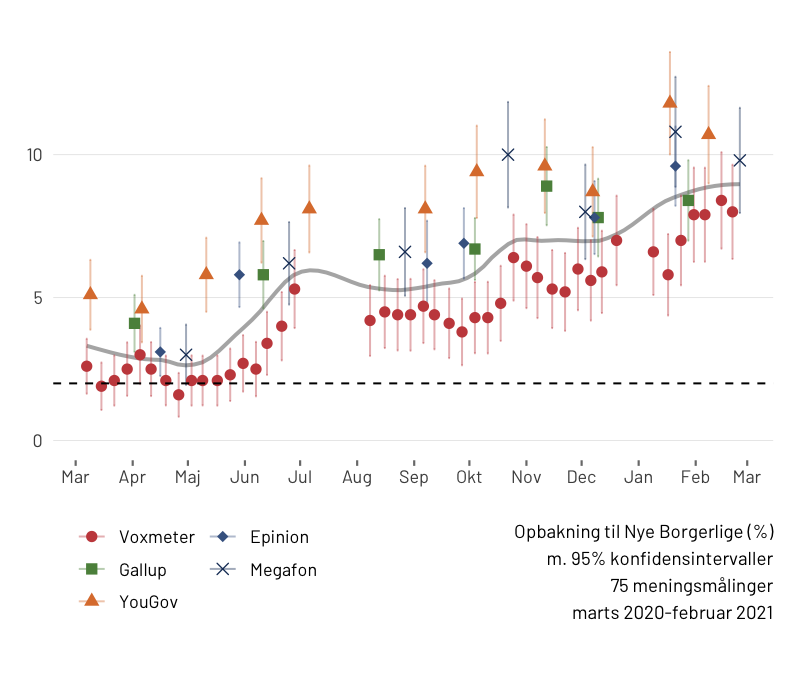 10
5
0
Mar Apr Maj Jun Jul Aug Sep Okt Nov Dec Jan Feb Mar
Voxmeter Epinion
Gallup Megafon
YouGov
Opbakning til Nye Borgerlige (%)
m. 95% konfidensintervaller
75 meningsmålinger
marts 2020-februar 2021